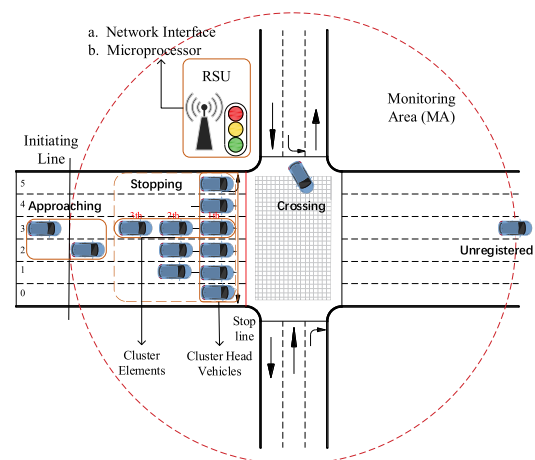 a. Network Interface
b. Microprocessor
RSU
Monitoring
Area (MA)
Initiating
Line
Approaching
Stopping
5
4
3
2
1
0
Crossing
Unregistered
Stop
line
Cluster
Elements
Cluster Head
Vehicles